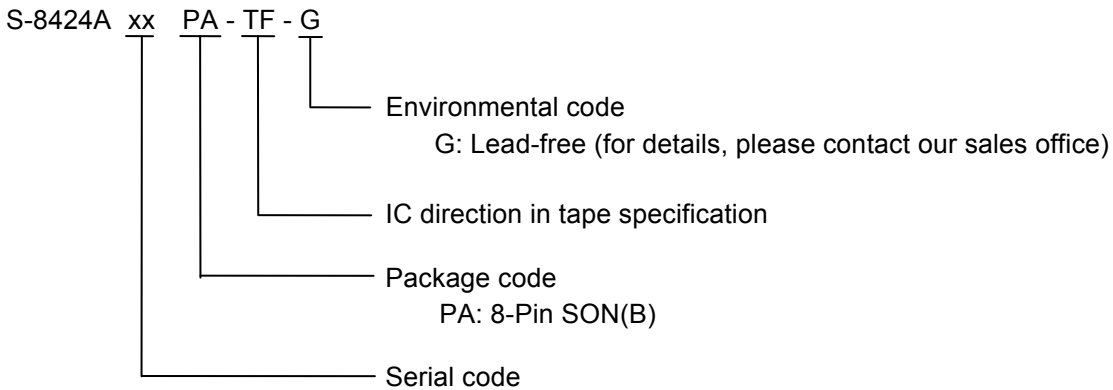 S-8424A xx PA - TF - G
Environmental code
G: Lead-free (for details, please contact our sales office)
IC direction in tape specification
Package code
PA: 8-Pin SON(B)
Serial code